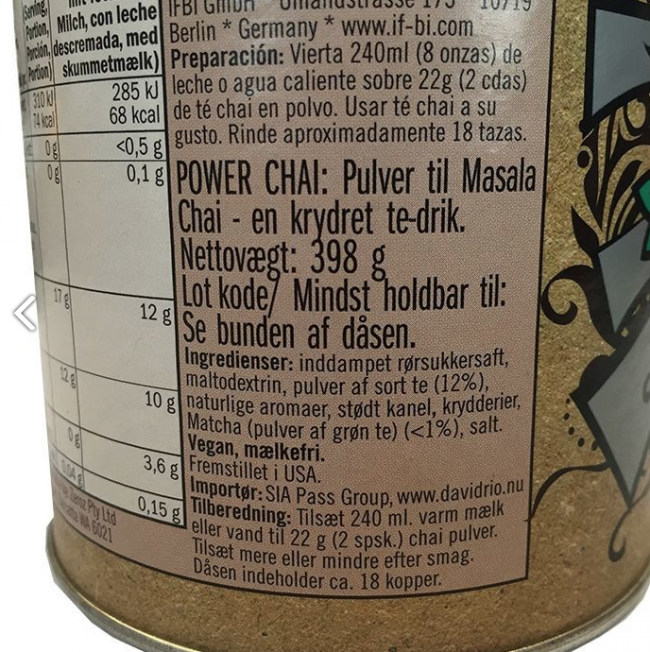 Milch, con leche
descremada, med
skummetmælk)
310 kJ
74 kcal
285 kJ
68 kcal
0 g
<0,5 g
0 g
0,1 g
17 g
12 g
12 g
10 g
0 g
3,6 g
0,04 g
0,15 g
Pty Ltd
WA 6021
IFBI GmbH
Berlin * Germany * www.if-bi.com
Preparación: Vierta 240ml (8 onzas) de
leche o agua caliente sobre 22g (2 cdas)
de té chai en polvo. Usar té chai a su
gusto. Rinde aproximadamente 18 tazas.
POWER CHAI: Pulver til Masala
Chai - en krydret te-drik.
Nettovægt: 398 g
Lot kode/ Mindst holdbar til:
Se bunden af dåsen.
Ingredienser: inddampet rørsukkersaft,
maltodextrin, pulver af sort te (12%),
naturlige aromaer, stødt kanel, krydderier,
Matcha (pulver af grøn te) (<1%), salt.
Vegan, mælkefri.
Fremstillet i USA.
Importør: SIA Pass Group, www.davidrio.nu
Tilberedning: Tilsæt 240 ml. varm mælk
eller vand til 22 g (2 spsk.) chai pulver.
Tilsæt mere eller mindre efter smag.
Dåsen indeholder ca. 18 kopper.